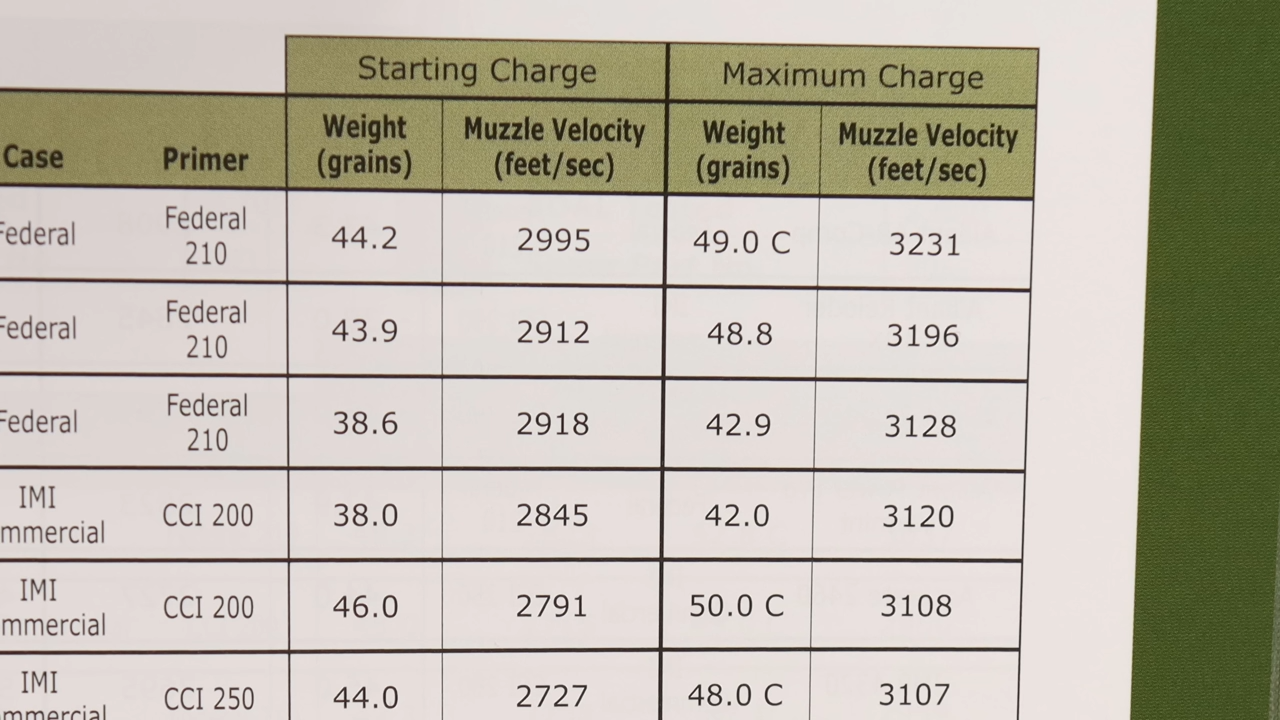 Starting Charge Maximum Charge
Weight Muzzle Velocity Weight Muzzle Velocity
Case Primer (grains) (feet/sec) (grains) (feet/sec)
Federal Federal 210 44.2 2995 49.0 C 3231
Federal Federal 210 43.9 2912 48.8 3196
Federal Federal 210 38.6 2918 42.9 3128
IMI mmercial CCI 200 38.0 2845 42.0 3120
IMI mmercial CCI 200 46.0 2791 50.0 C 3108
IMI mmercial CCI 250 44.0 2727 48.0 C 3107